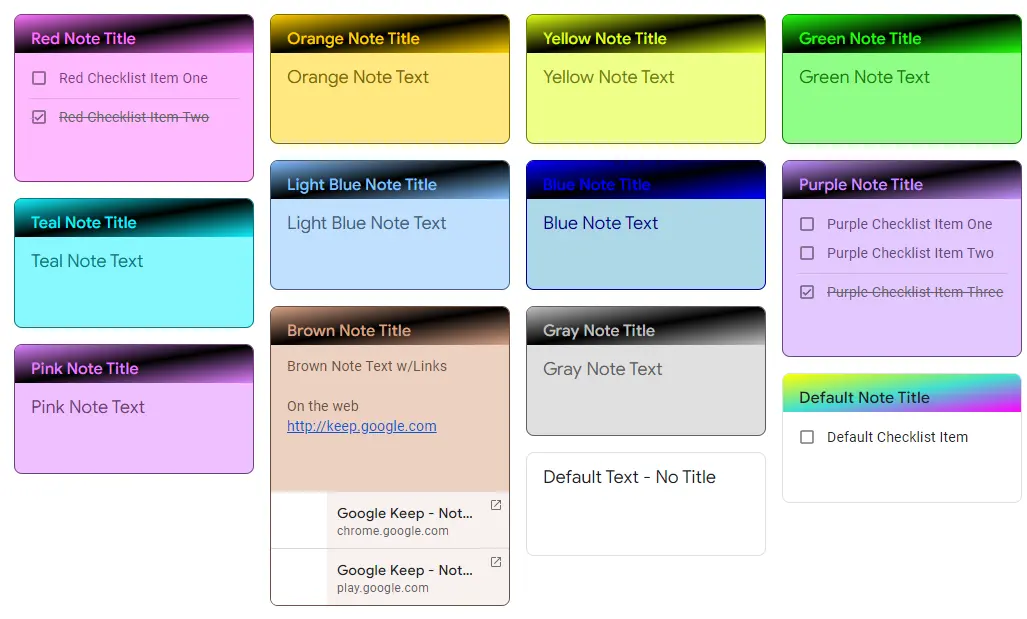 Red Note Title
Red Checklist Item One
Red Checklist Item Two
Orange Note Title
Orange Note Text
Yellow Note Title
Yellow Note Text
Green Note Title
Green Note Text
Teal Note Title
Teal Note Text
Light Blue Note Title
Light Blue Note Text
Blue Note Title
Blue Note Text
Purple Note Title
Purple Checklist Item One
Purple Checklist Item Two
Purple Checklist Item Three
Pink Note Title
Pink Note Text
Brown Note Title
Brown Note Text w/Links
On the web
http://keep.google.com
Google Keep - Not...
chrome.google.com
Google Keep - Not...
play.google.com
Gray Note Title
Gray Note Text
Default Text - No Title
Default Note Title
Default Checklist Item